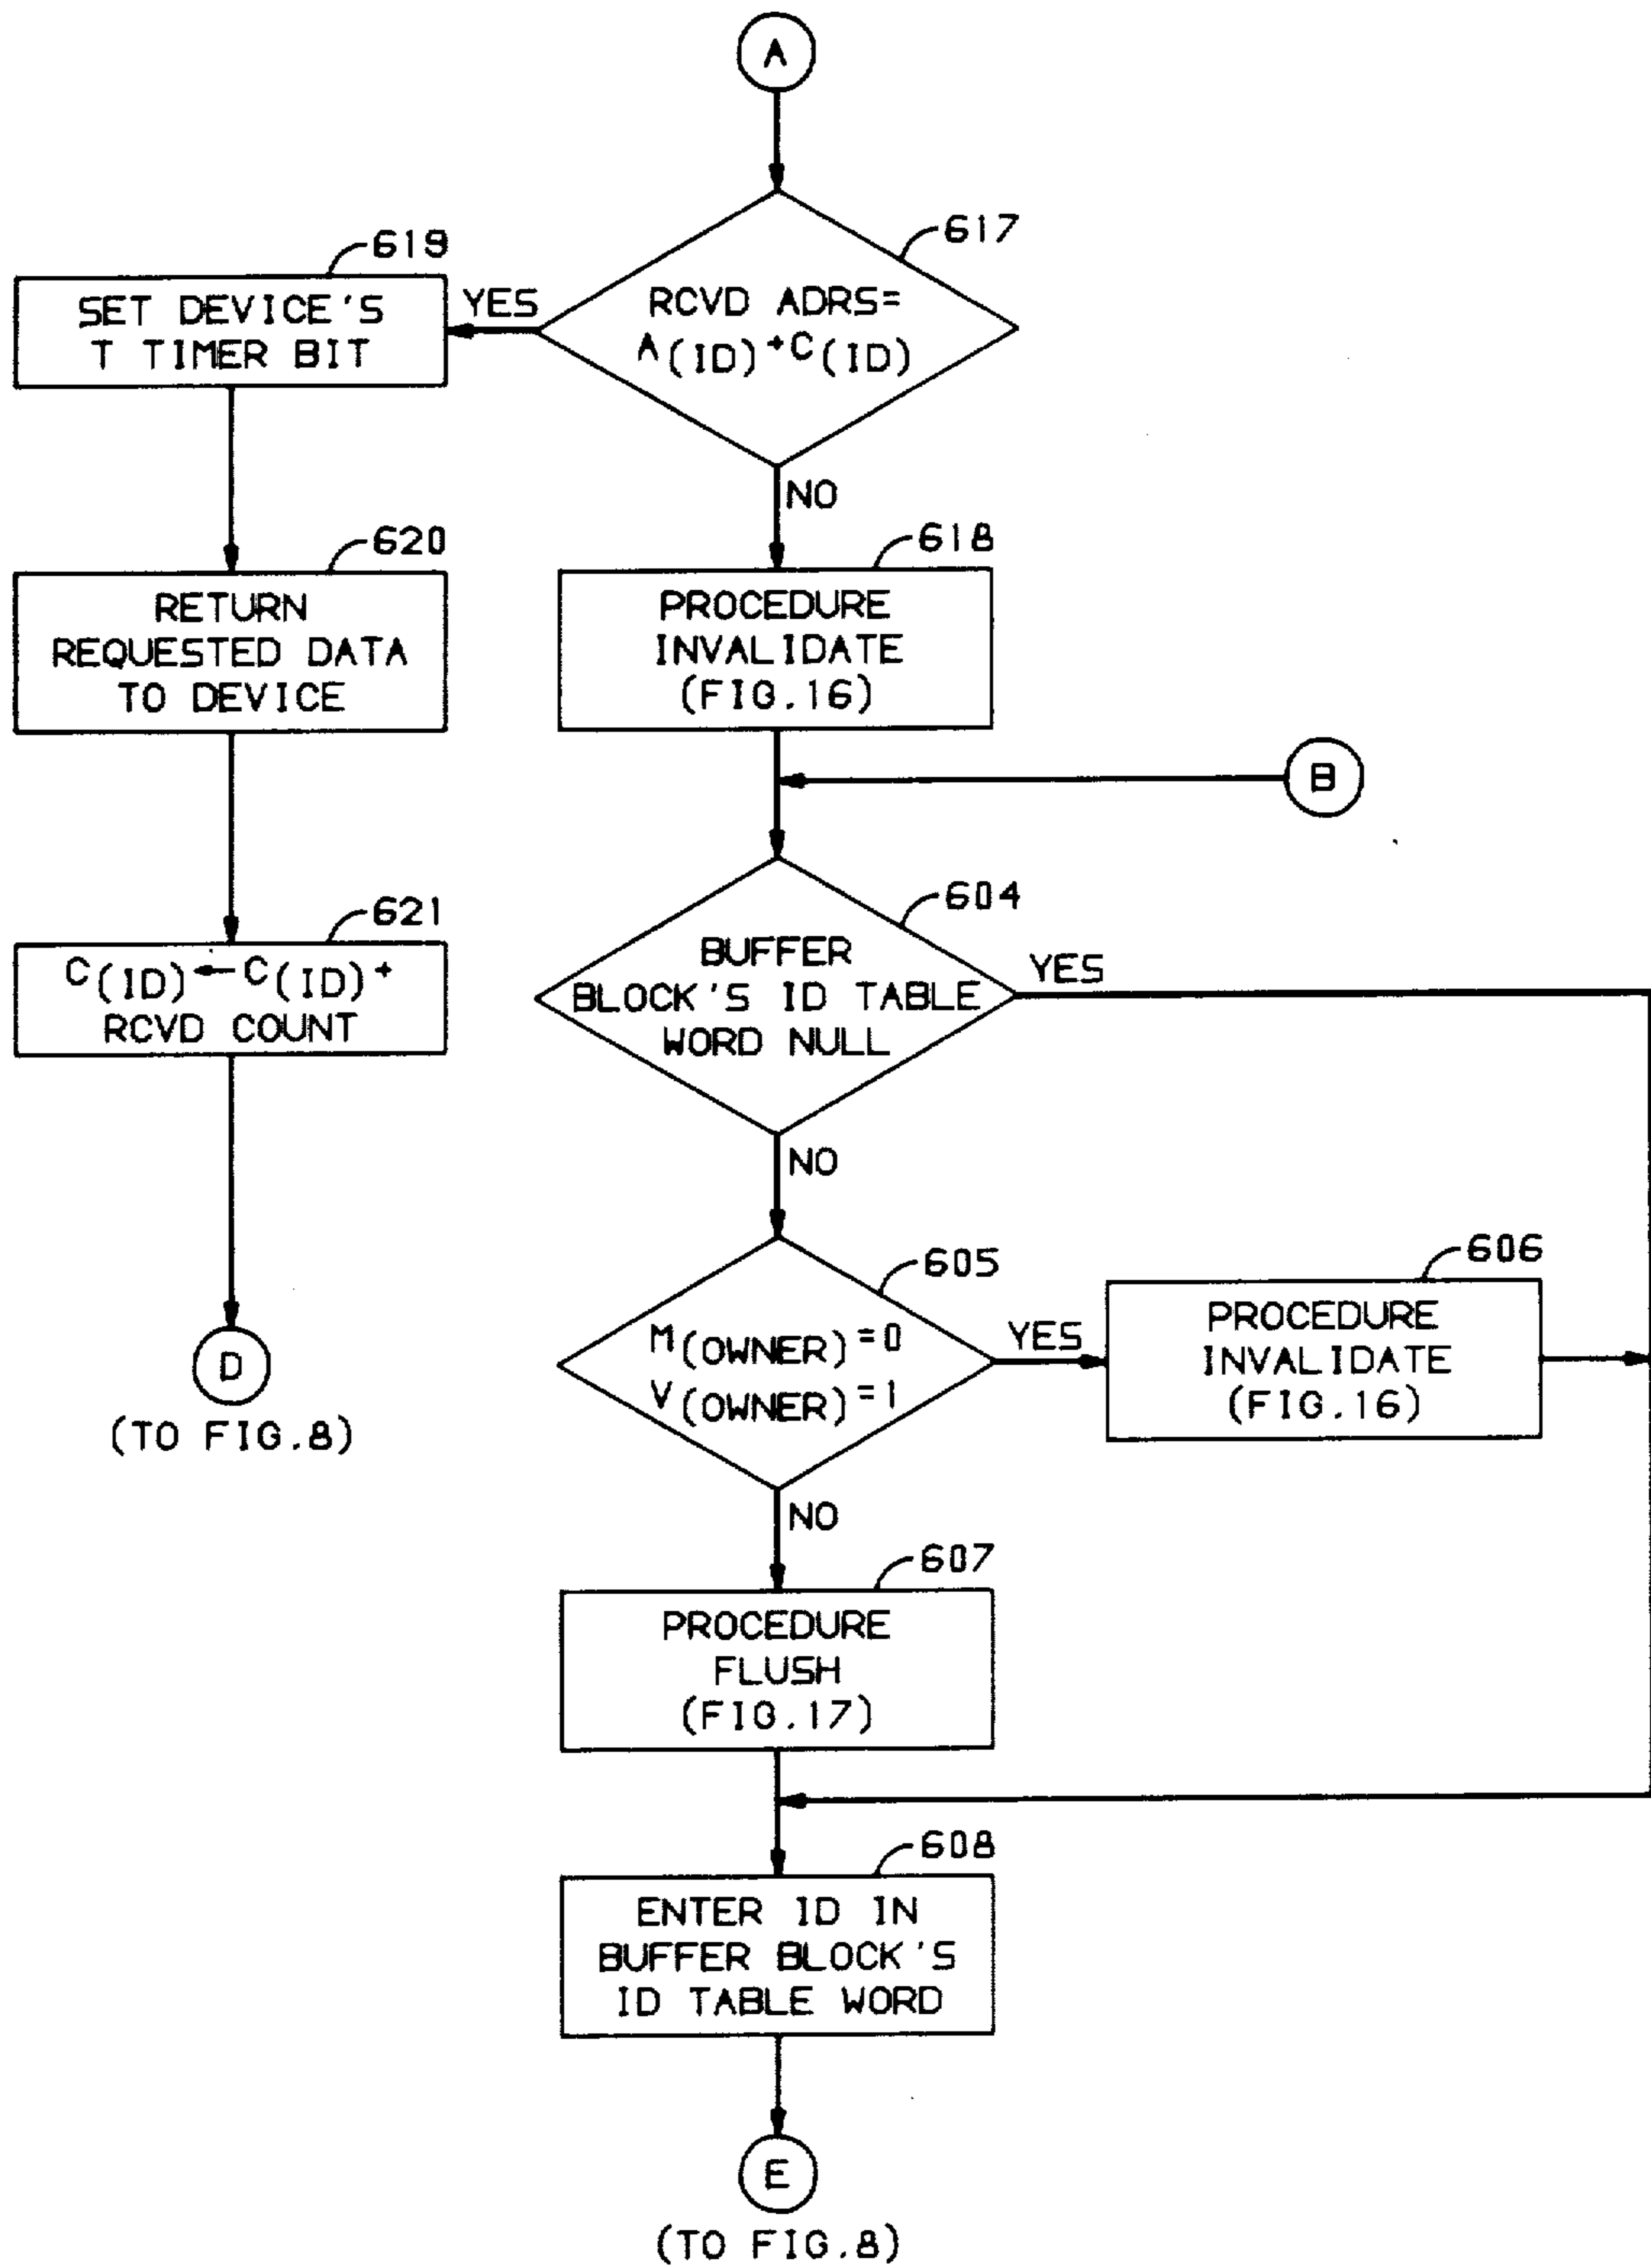 A
617
RCVD ADRS=
A(ID)+C(ID)
YES
NO
619
SET DEVICE'S
T TIMER BIT
620
RETURN
REQUESTED DATA
TO DEVICE
621
C(ID)←C(ID)+
RCVD COUNT
D
(TO FIG.8)
618
PROCEDURE
INVALIDATE
(FIG.16)
B
604
BUFFER
BLOCK'S ID TABLE
WORD NULL
YES
NO
605
M(OWNER)=0
V(OWNER)=1
YES
NO
606
PROCEDURE
INVALIDATE
(FIG.16)
607
PROCEDURE
FLUSH
(FIG.17)
608
ENTER ID IN
BUFFER BLOCK'S
ID TABLE WORD
E
(TO FIG.8)